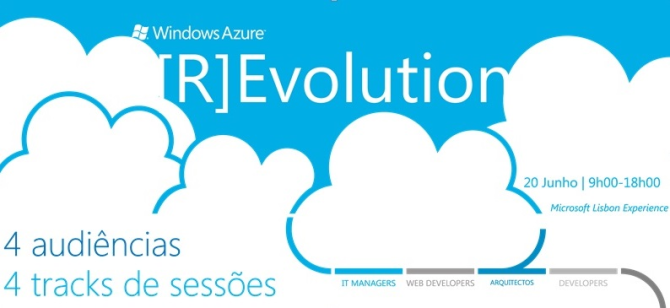 Windows Azure
[R]Evolution
20 Junho | 9h00-18h00
Microsoft Lisbon Experience
4 audiências
4 tracks de sessões
IT MANAGERS WEB DEVELOPERS ARQUITECTOS DEVELOPERS